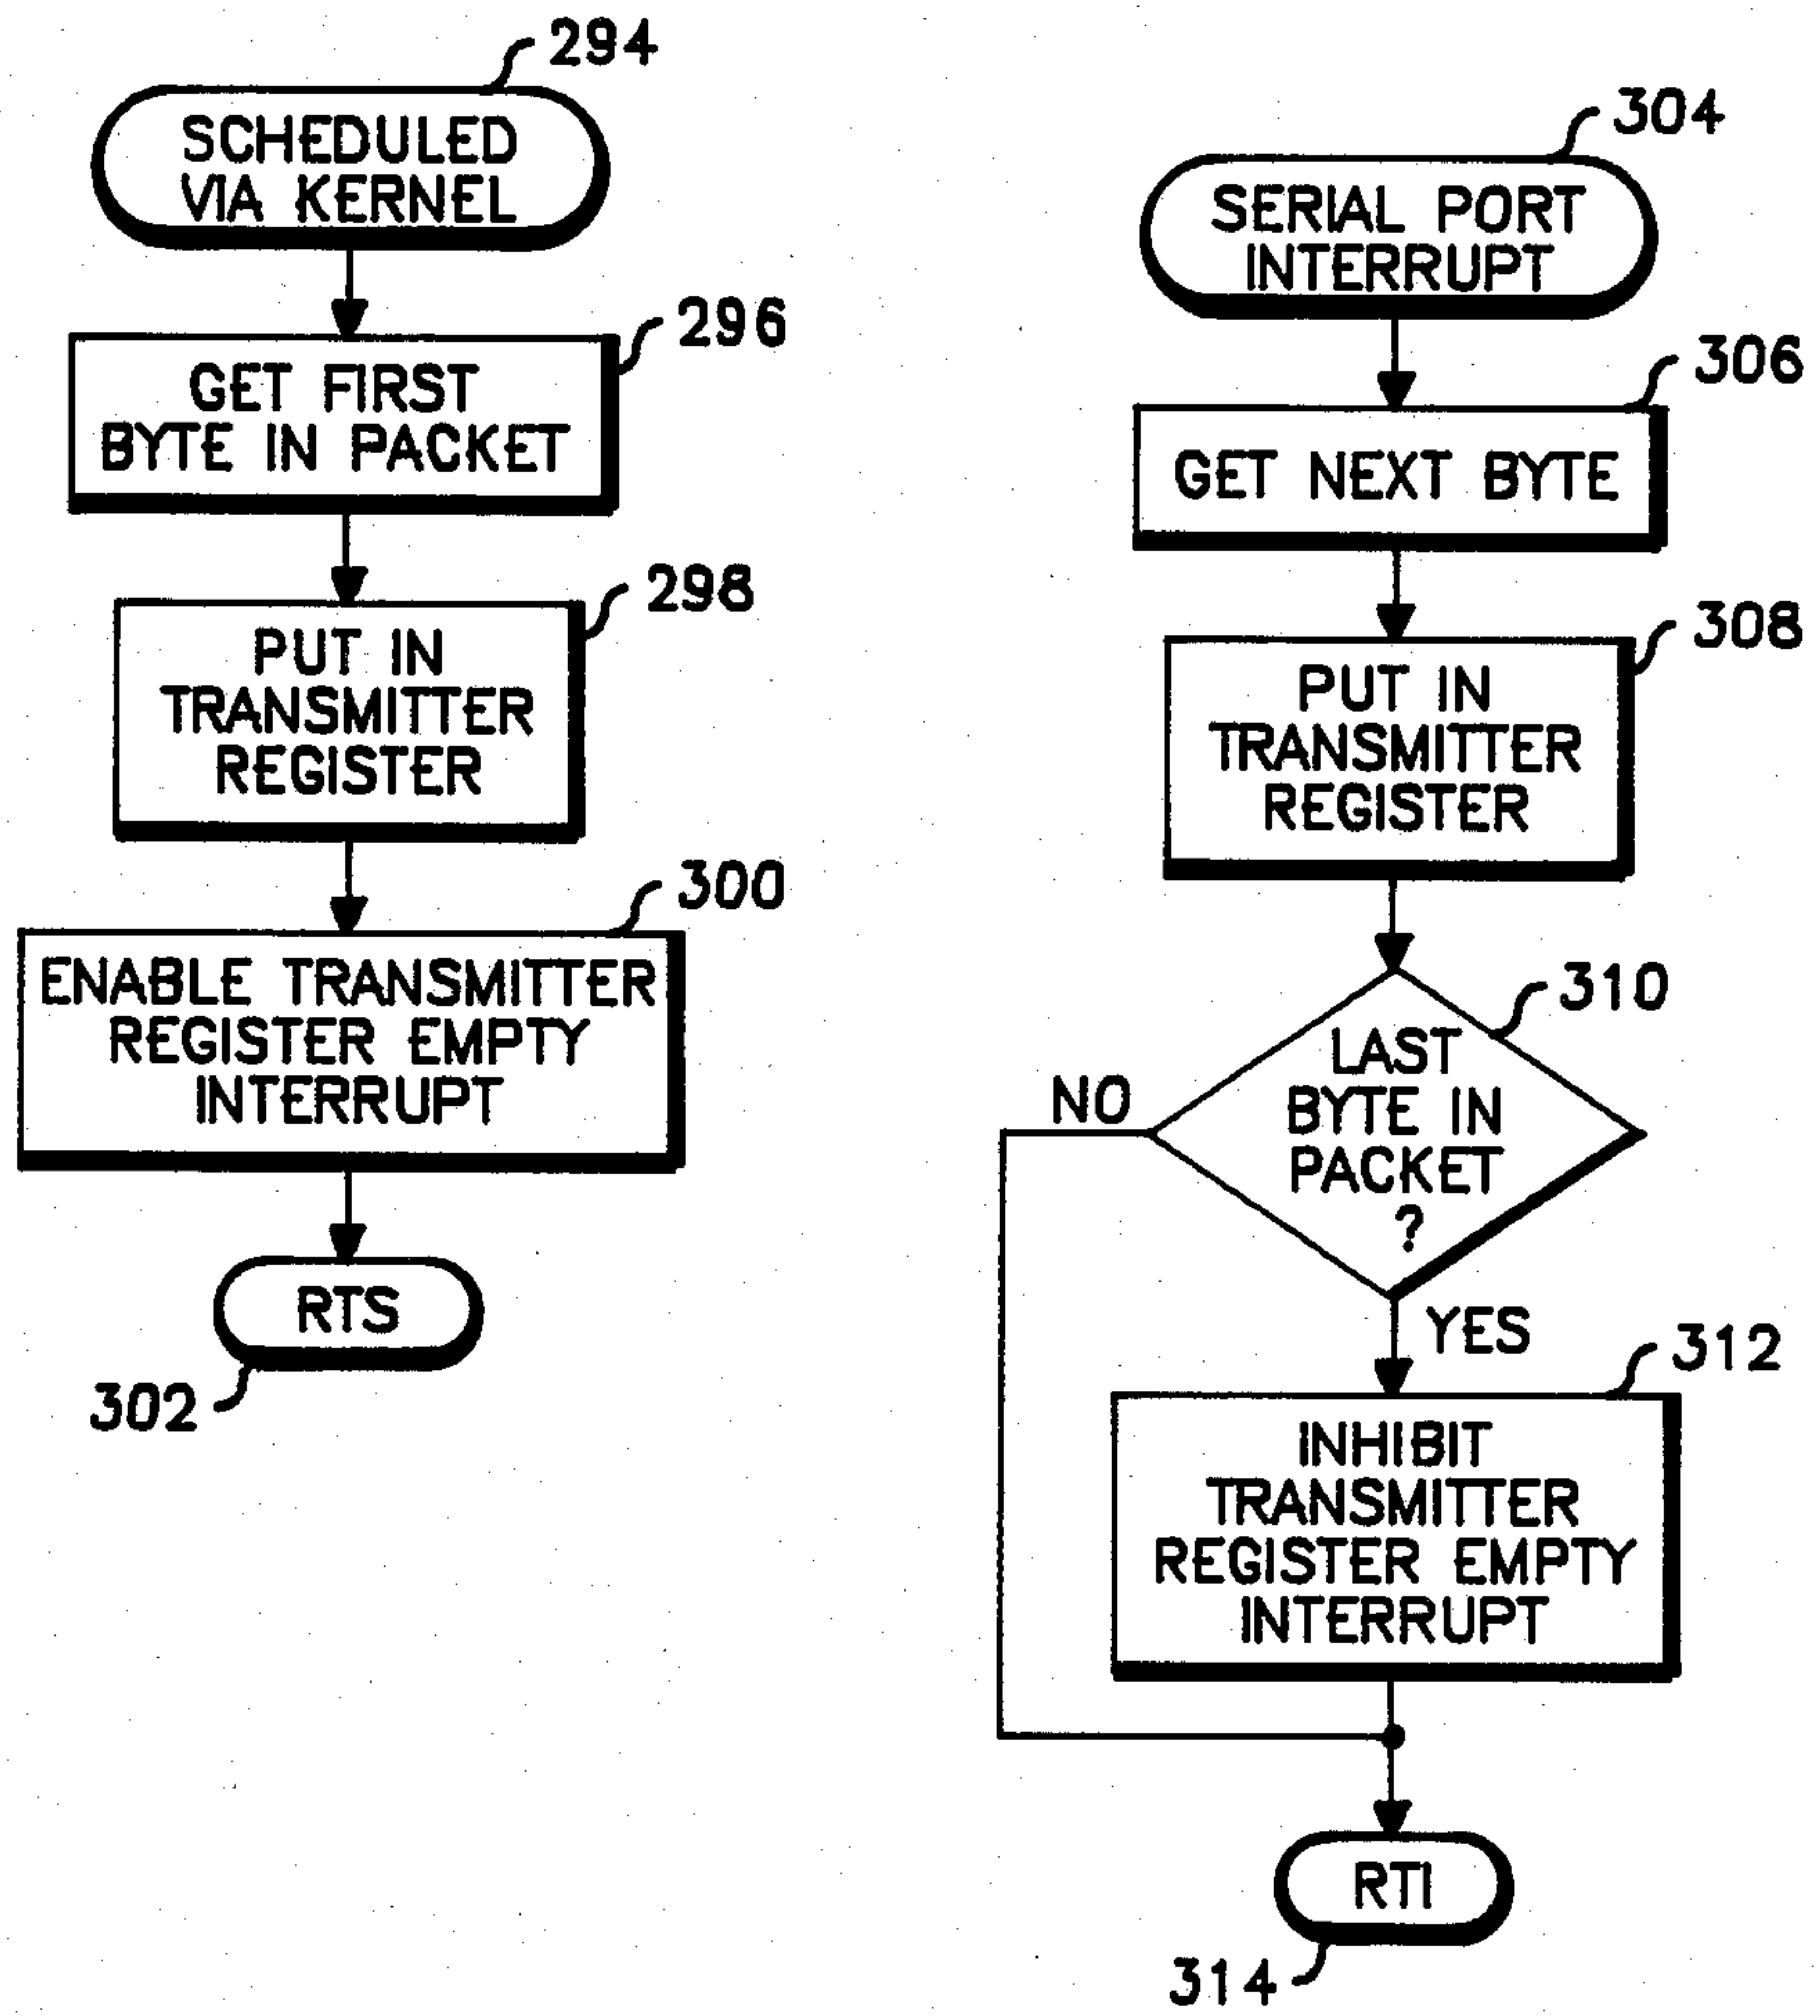 294
SCHEDULED
VIA KERNEL
296
GET FIRST
BYTE IN PACKET
298
PUT IN
TRANSMITTER
REGISTER
300
ENABLE TRANSMITTER
REGISTER EMPTY
INTERRUPT
RTS
302
304
SERIAL PORT
INTERRUPT
306
GET NEXT BYTE
308
PUT IN
TRANSMITTER
REGISTER
310
LAST
BYTE IN
PACKET
?
NO
YES
312
INHIBIT
TRANSMITTER
REGISTER EMPTY
INTERRUPT
RTI
314